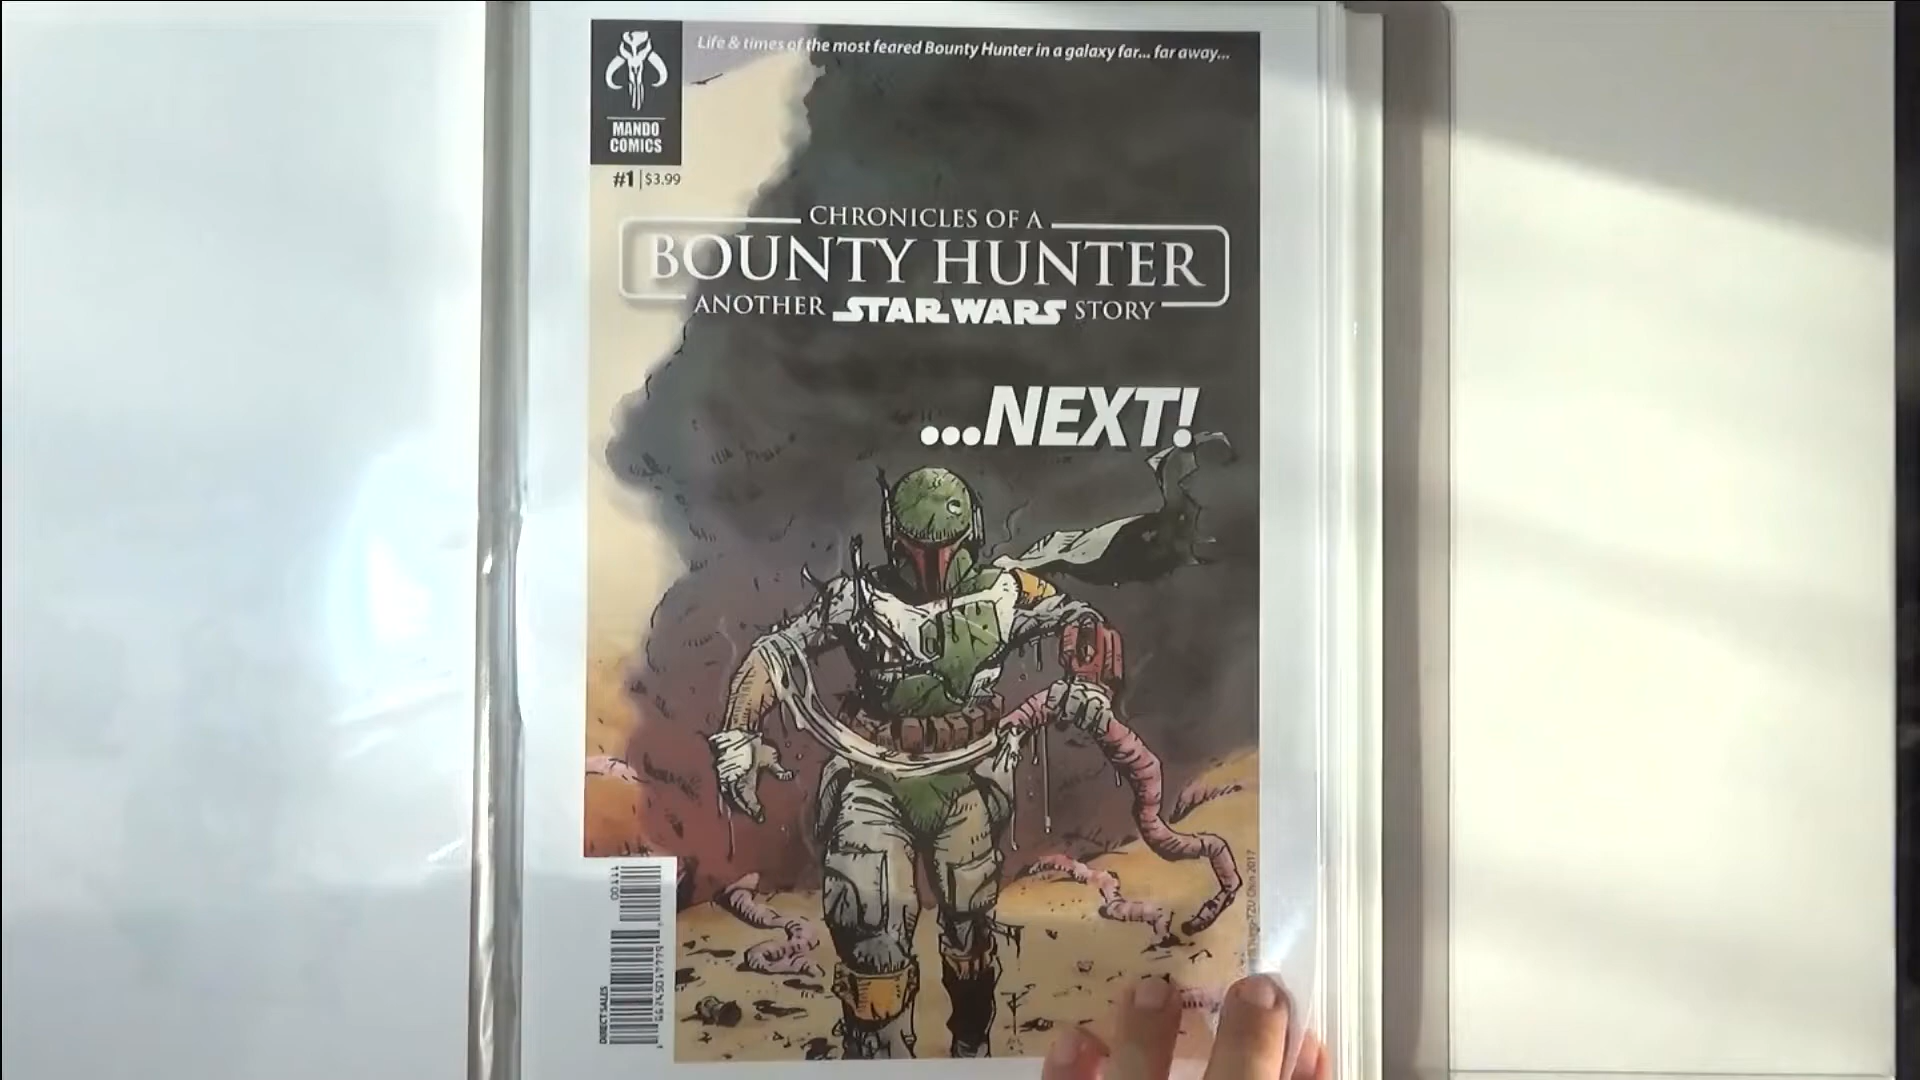 Life & times of the most feared Bounty Hunter in a galaxy far... far away...
MANDO
COMICS
#1 $3.99
CHRONICLES OF A
BOUNTY HUNTER
ANOTHER STAR WARS STORY
...NEXT!
00111
DIRECT SALES